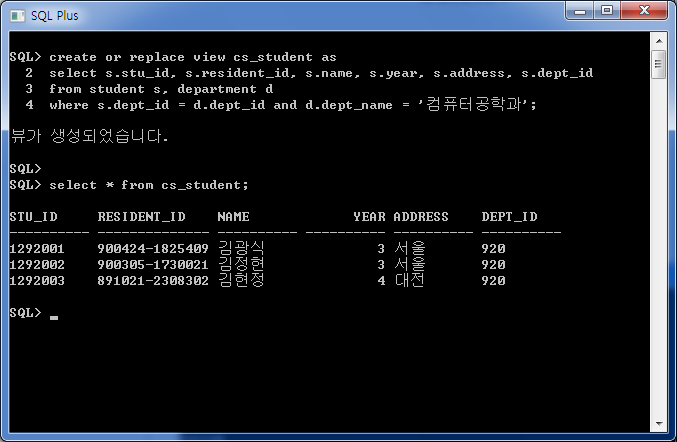 SQL Plus
SQL> create or replace view cs_student as
  2  select s.stu_id, s.resident_id, s.name, s.year, s.address, s.dept_id
  3  from student s, department d
  4  where s.dept_id = d.dept_id and d.dept_name = '컴퓨터공학과';
뷰가 생성되었습니다.
SQL>
SQL> select * from cs_student;
STU_ID     RESIDENT_ID    NAME             YEAR ADDRESS    DEPT_ID
---------- -------------- ---------- ---------- ---------- ----------
1292001    900424-1825409 김광식              3 서울       920
1292002    900305-1730021 김정현              3 서울       920
1292003    891021-2308302 김현정              4 대전       920
SQL> _